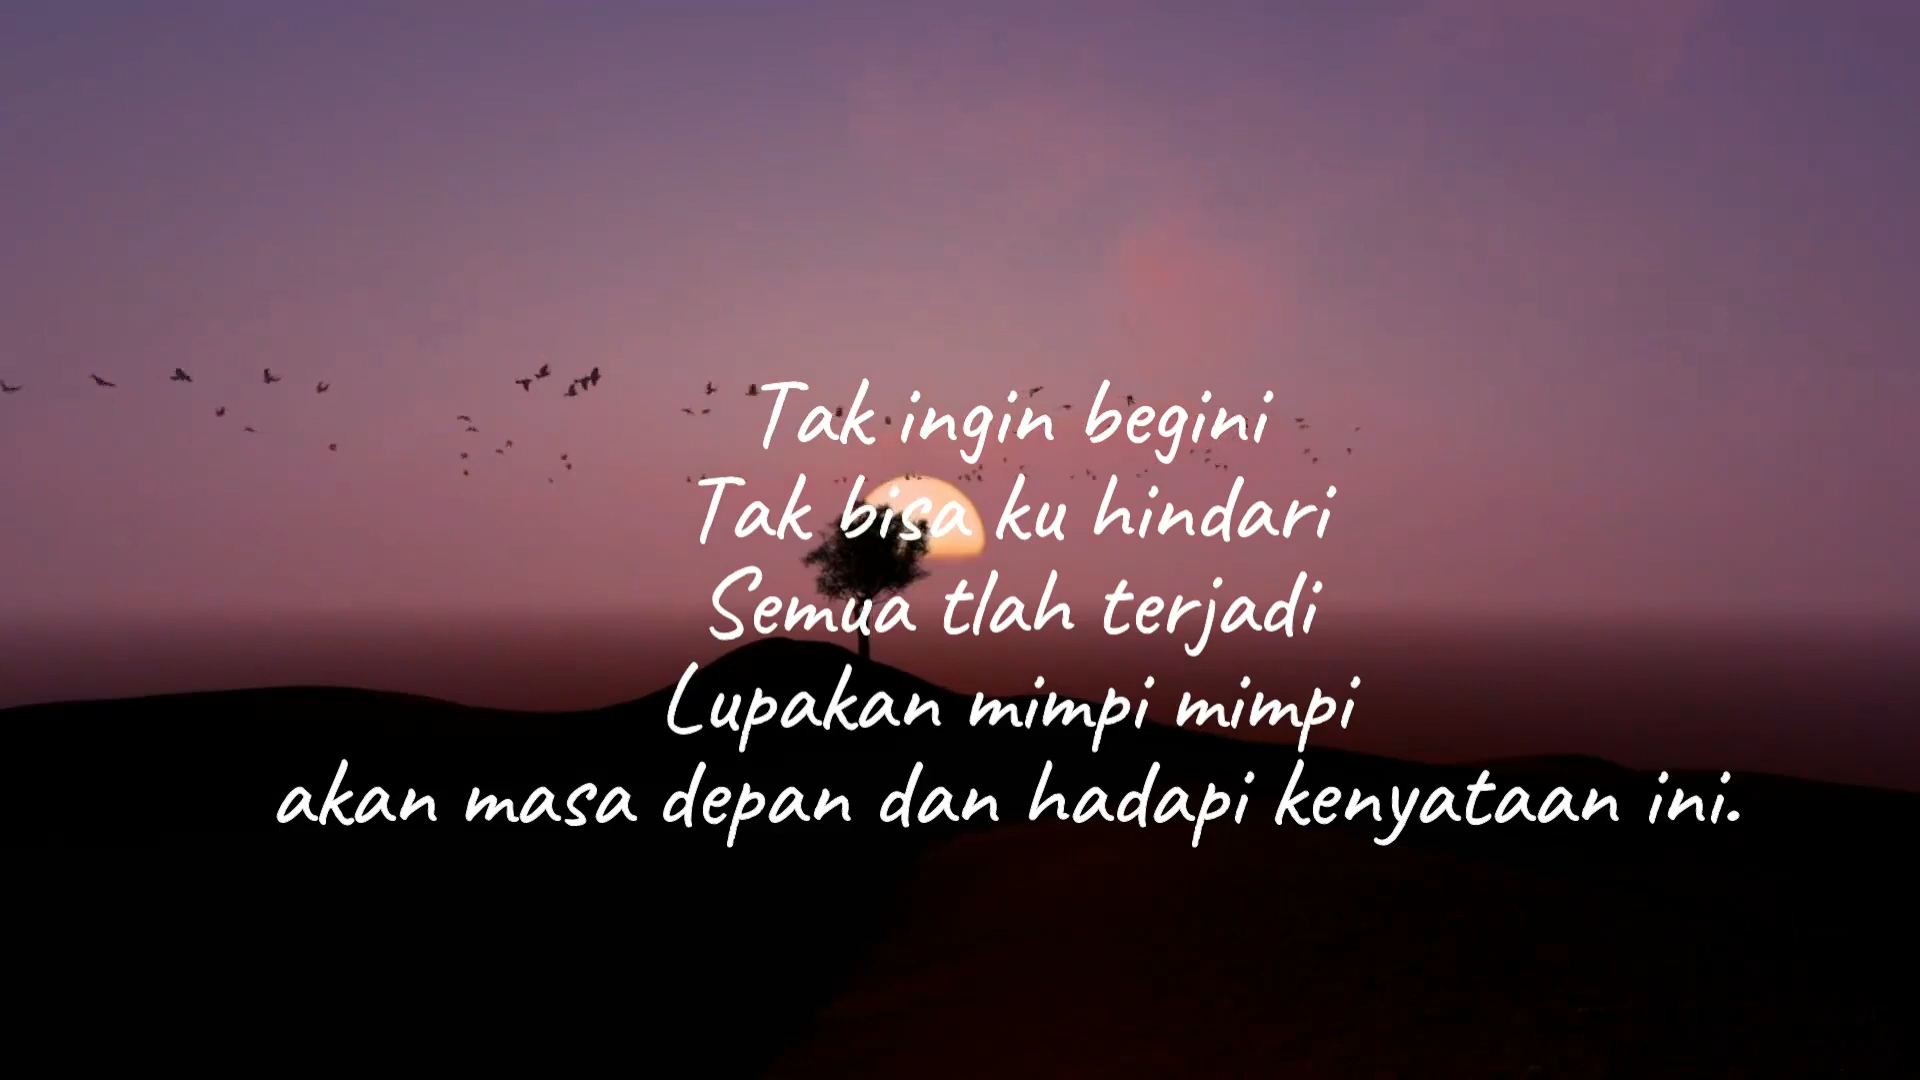 Tak ingin begini
Tak bisa ku hindari
Semua tlah terjadi
Lupakan mimpi mimpi
akan masa depan dan hadapi kenyataan ini.